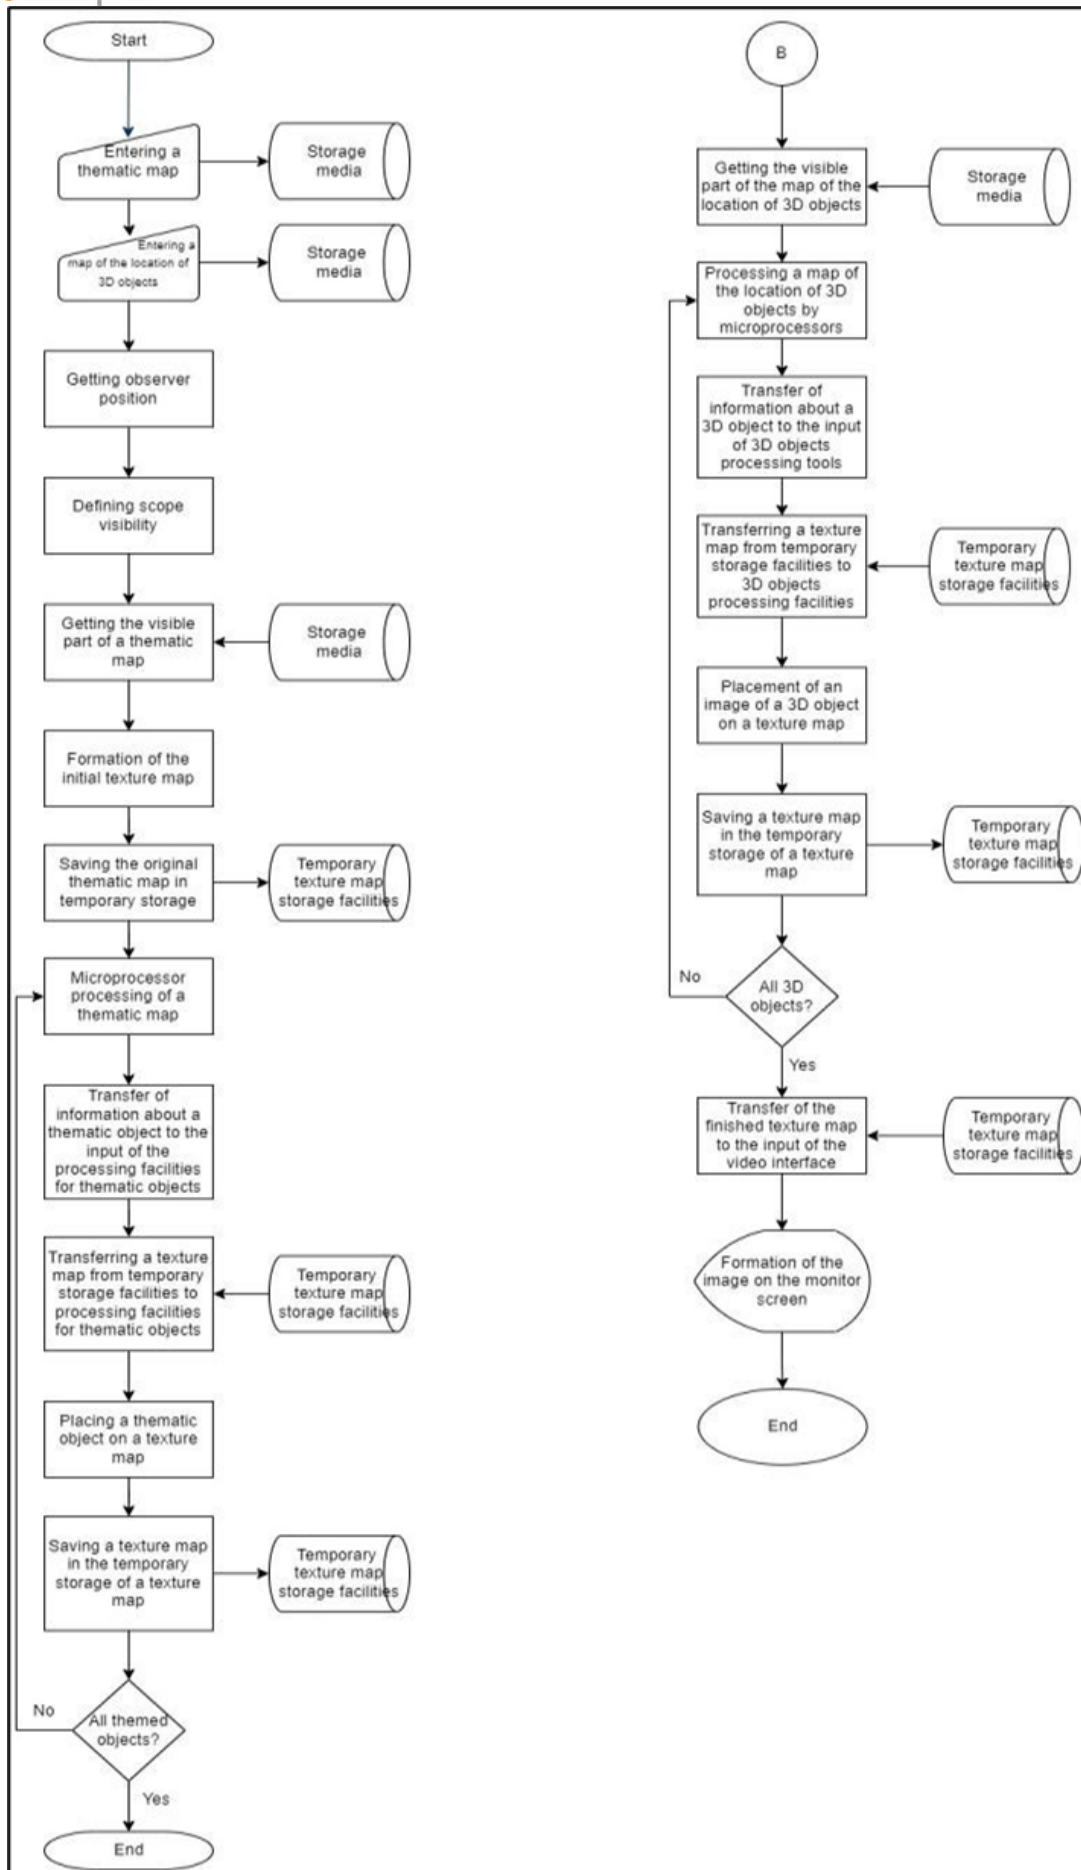 Start
Entering a
thematic map
Storage
media
Entering a
map of the location of
3D objects
Storage
media
Getting observer
position
Defining scope
visibility
Getting the visible
part of a thematic
map
Storage
media
Formation of the
initial texture map
Saving the original
thematic map in
temporary storage
Temporary
texture map
storage facilities
Microprocessor
processing of a
thematic map
Transfer of
information about a
thematic object to the
input of the
processing facilities
for thematic objects
Transferring a texture
map from temporary
storage facilities to
processing facilities
for thematic objects
Temporary
texture map
storage facilities
Placing a thematic
object on a texture
map
Saving a texture map
in the temporary
storage of a texture
map
Temporary
texture map
storage facilities
No
All themed
objects?
Yes
End
B
Getting the visible
part of the map of the
location of 3D objects
Storage
media
Processing a map of
the location of 3D
objects by
microprocessors
Transfer of
information about a
3D object to the input
of 3D objects
processing tools
Transferring a texture
map from temporary
storage facilities to
3D objects
processing facilities
Temporary
texture map
storage facilities
Placement of an
image of a 3D object
on a texture map
Saving a texture map
in the temporary
storage of a texture
map
Temporary
texture map
storage facilities
No
All 3D
objects?
Yes
Transfer of the
finished texture map
to the input of the
video interface
Temporary
texture map
storage facilities
Formation of the
image on the monitor
screen
End